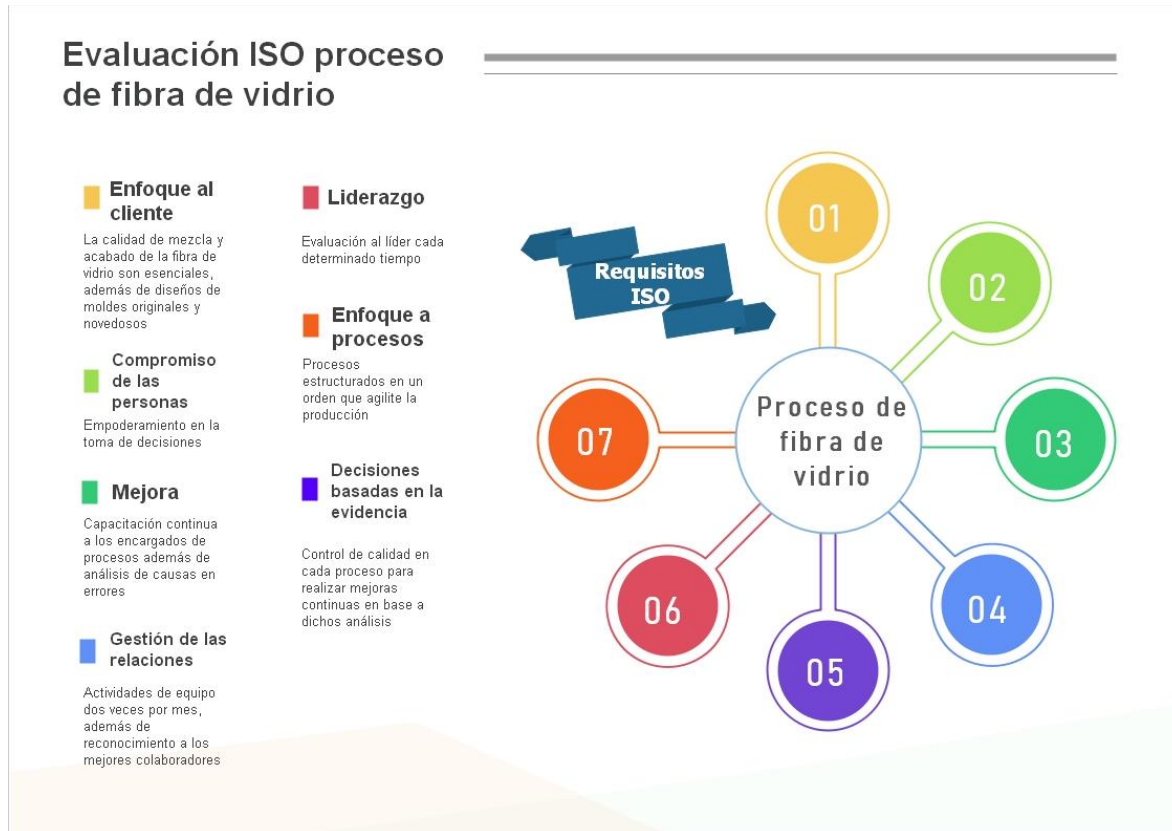 Evaluación ISO proceso
de fibra de vidrio
Enfoque al
cliente
La calidad de mezcla y
acabado de la fibra de
vidrio son esenciales,
además de diseños de
moldes originales y
novedosos
Compromiso
de las
personas
Empoderamiento en la
toma de decisiones
Mejora
Capacitación continua
a los encargados de
procesos además de
análisis de causas en
errores
Gestión de las
relaciones
Actividades de equipo
dos veces por mes,
además de
reconocimiento a los
mejores colaboradores
Liderazgo
Evaluación al líder cada
determinado tiempo
Enfoque a
procesos
Procesos
estructurados en un
orden que agilite la
producción
Decisiones
basadas en la
evidencia
Control de calidad en
cada proceso para
realizar mejoras
continuas en base a
dichos análisis
Requisitos
ISO
01
02
03
04
05
06
07
Proceso de
fibra de
vidrio